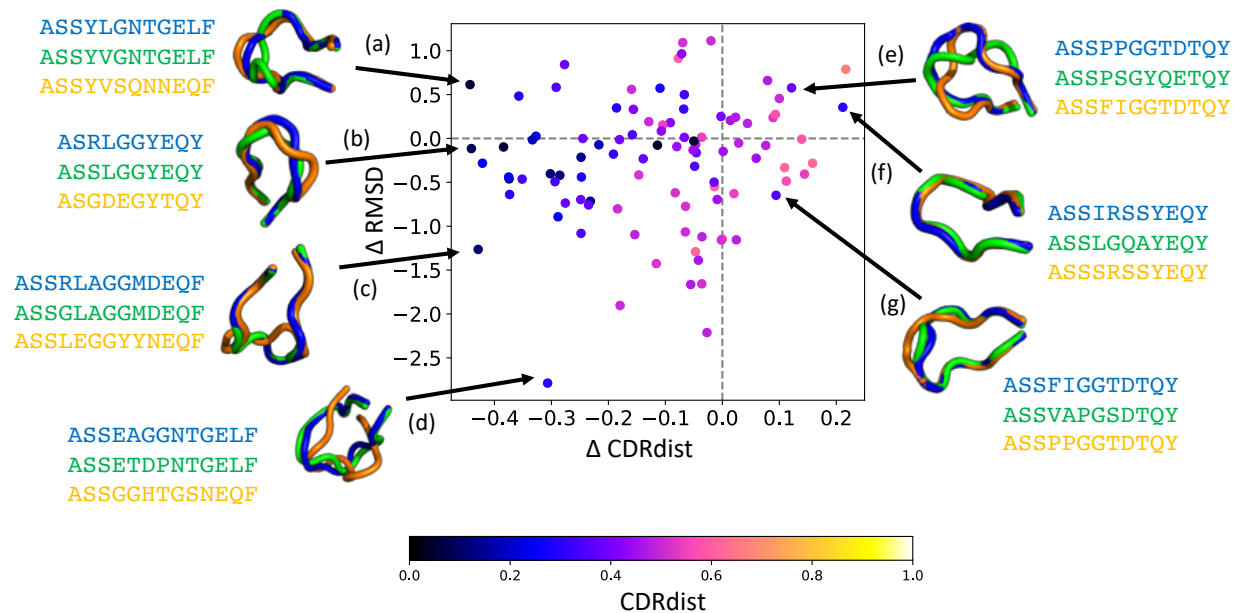 ASSYLGNTGELF
ASSYVGNTGELF
ASSYVSQNNEQF
(a)
ASRLGGYEQY
ASSLGGYEQY
ASGDEGYTQY
(b)
ASSRLAGGMDEQF
ASSGLAGGMDEQF
ASSLEGGYYNEQF
(c)
ASSEAGGNTGELF
ASSETDPNTGELF
ASSGGHTGSNEQF
(d)
1.0
0.5
0.0
−0.5
−1.0
−1.5
−2.0
−2.5
Δ RMSD
−0.4
−0.3
−0.2
−0.1
0.0
0.1
0.2
Δ CDRdist
(e)
ASSPPGGTDTQY
ASSPSGYQETQY
ASSFIGGTDTQY
(f)
ASSIRSSYEQY
ASSLGQAYEQY
ASSSRSSYEQY
(g)
ASSFIGGTDTQY
ASSVAPGSDTQY
ASSPPGGTDTQY
0.0
0.2
0.4
0.6
0.8
1.0
CDRdist